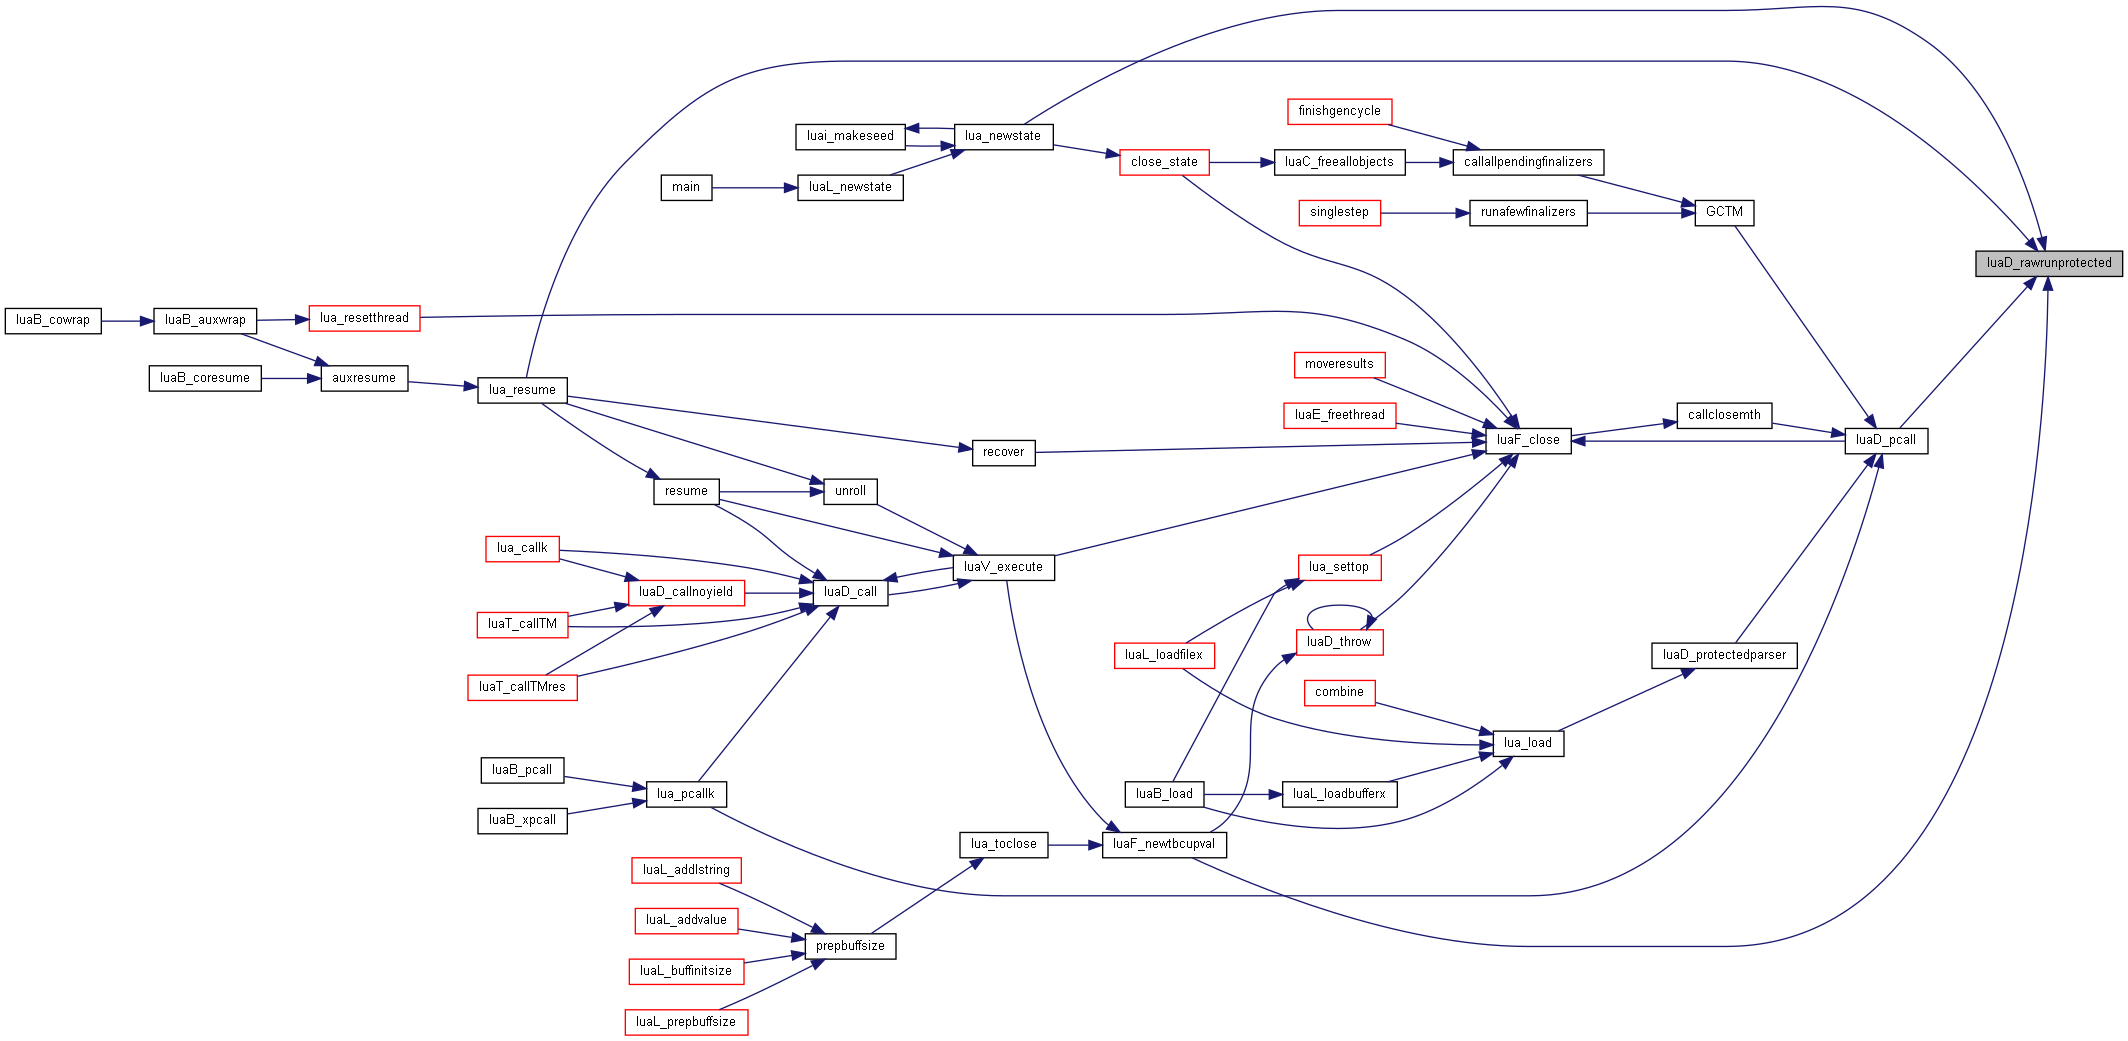 finishgencycle
luai_makeseed
lua_newstate
close_state
luaC_freeallobjects
callallpendingfinalizers
main
luaL_newstate
singlestep
runafewfinalizers
GCTM
luaD_rawrunprotected
luaB_cowrap
luaB_auxwrap
lua_resetthread
luaB_coresume
auxresume
lua_resume
moveresults
luaE_freethread
callclosemth
recover
luaF_close
luaD_pcall
resume
unroll
lua_callk
luaV_execute
lua_settop
luaD_callnoyield
luaD_call
luaT_callTM
luaL_loadfilex
luaD_throw
luaD_protectedparser
luaT_callTMres
combine
lua_load
luaB_pcall
lua_pcallk
luaB_load
luaL_loadbufferx
luaB_xpcall
lua_toclose
luaF_newtbcupval
luaL_addlstring
luaL_addvalue
prepbuffsize
luaL_buffinitsize
luaL_prepbuffsize